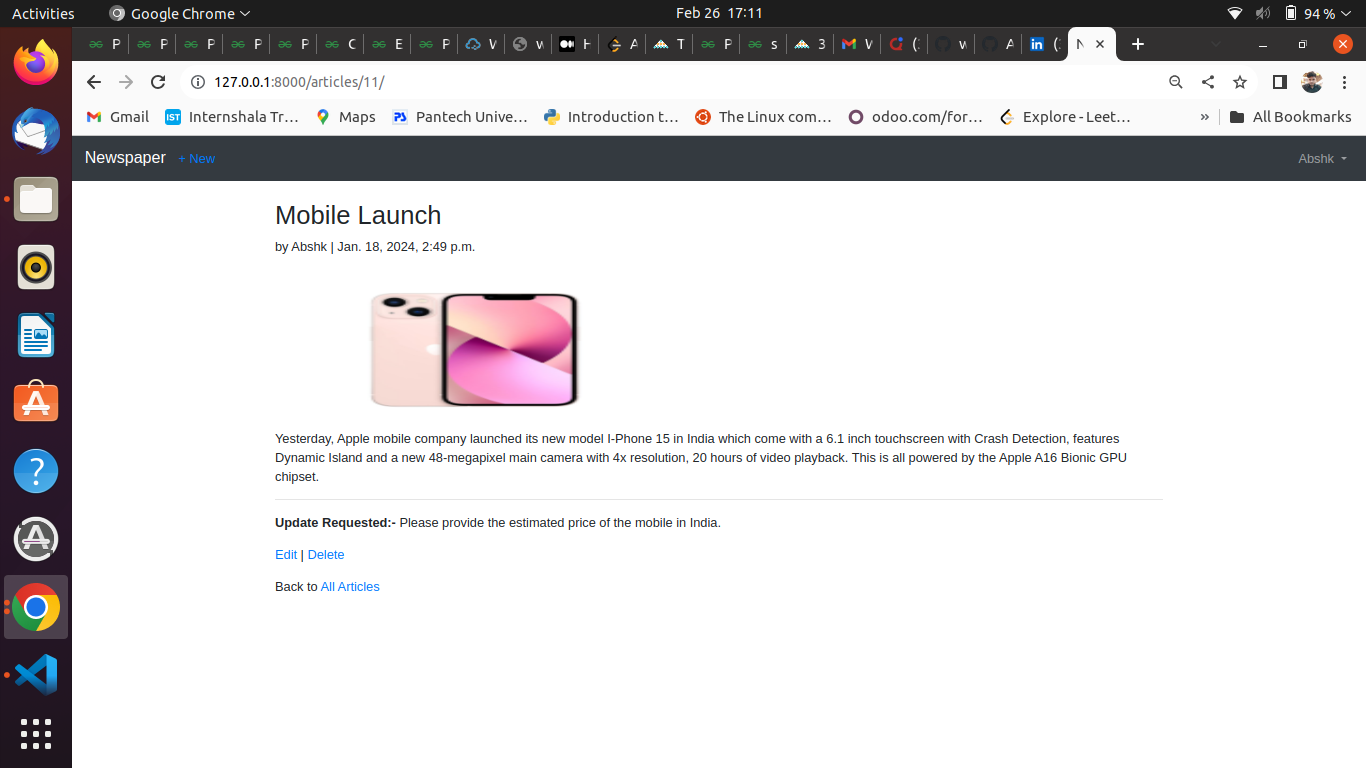 Activities Google Chrome Feb 26 17:11 94 %
P P P P P C E P V w H A T P s 3 V (: v A (: N
127.0.0.1:8000/articles/11/
Gmail Internshala Tr… Maps Pantech Unive… Introduction t… The Linux com… odoo.com/for… Explore - Leet… » All Bookmarks
Newspaper + New Abshk
Mobile Launch
by Abshk | Jan. 18, 2024, 2:49 p.m.
Yesterday, Apple mobile company launched its new model I-Phone 15 in India which come with a 6.1 inch touchscreen with Crash Detection, features
Dynamic Island and a new 48-megapixel main camera with 4x resolution, 20 hours of video playback. This is all powered by the Apple A16 Bionic GPU
chipset.
Update Requested:- Please provide the estimated price of the mobile in India.
Edit | Delete
Back to All Articles